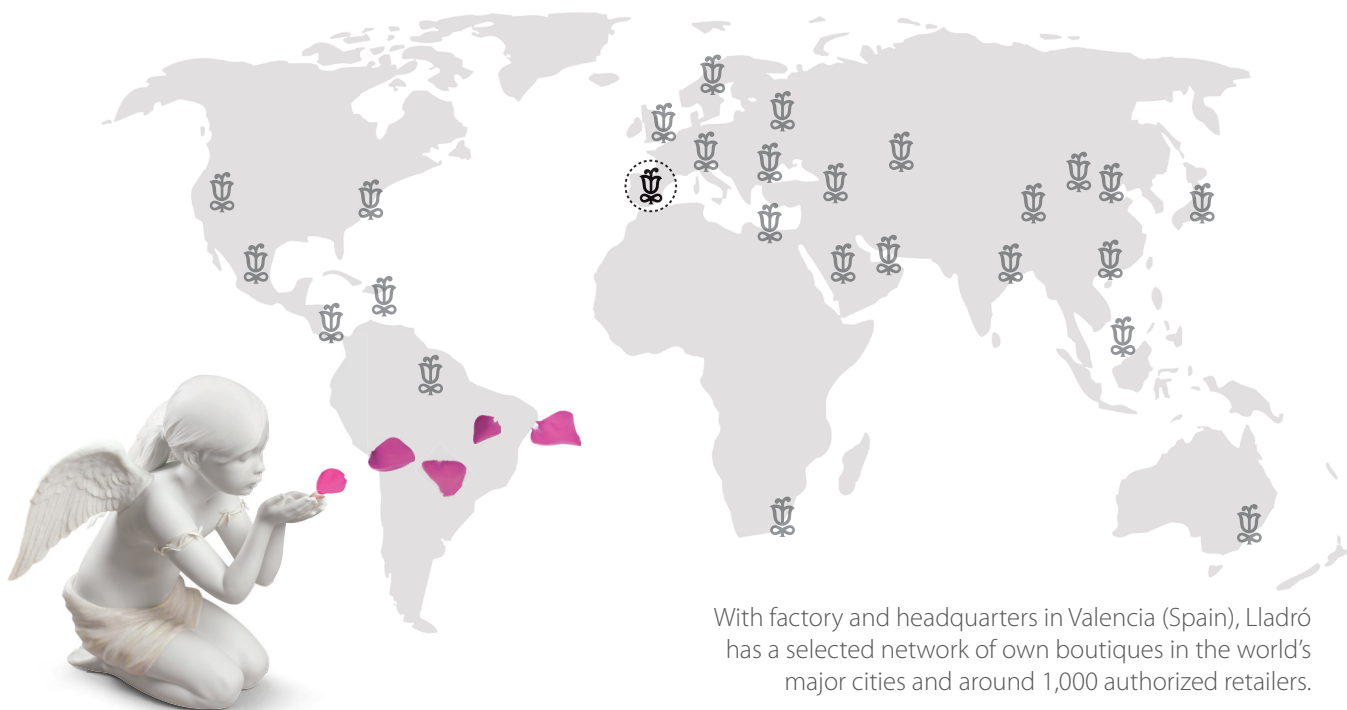 With factory and headquarters in Valencia (Spain), Lladró
has a selected network of own boutiques in the world's
major cities and around 1,000 authorized retailers.